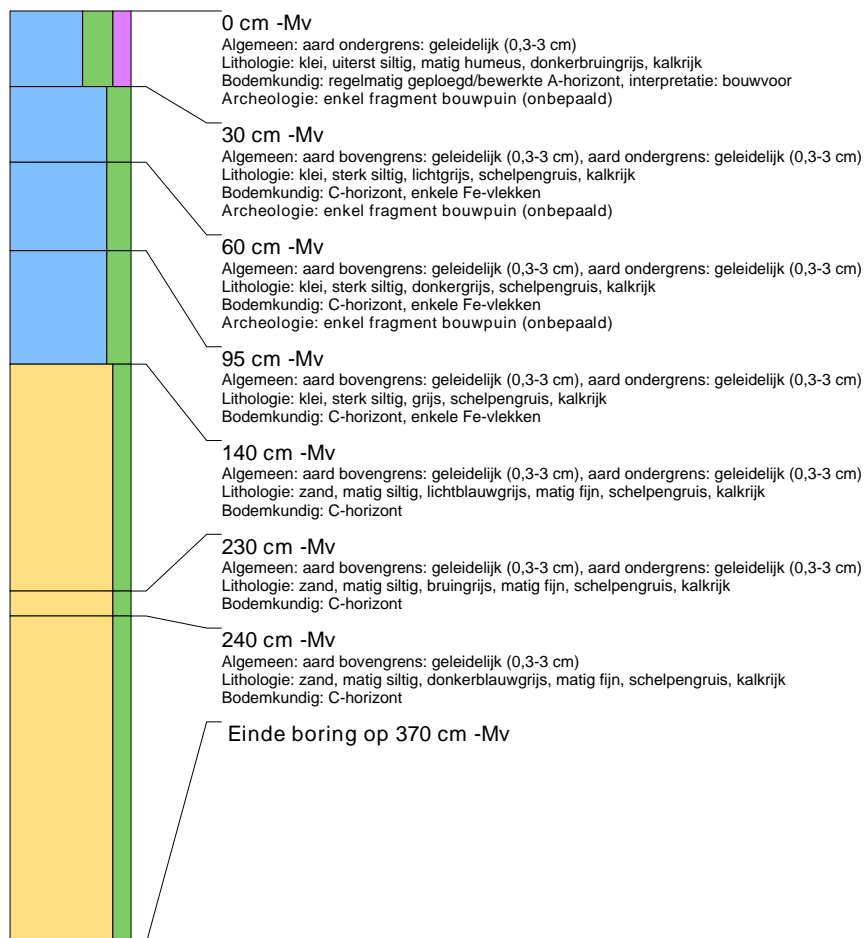 0 cm -Mv
Algemeen: aard ondergrens: geleidelijk (0,3-3 cm)
Lithologie: klei, uiterst siltig, matig humeus, donkerbruingrijs, kalkrijk
Bodemkundig: regelmatig geploegd/bewerkte A-horizont, interpretatie: bouwvoor
Archeologie: enkel fragment bouwpuin (onbepaald)
30 cm -Mv
Algemeen: aard bovengrens: geleidelijk (0,3-3 cm), aard ondergrens: geleidelijk (0,3-3 cm)
Lithologie: klei, sterk siltig, lichtgrijs, schelpengruis, kalkrijk
Bodemkundig: C-horizont, enkele Fe-vlekken
Archeologie: enkel fragment bouwpuin (onbepaald)
60 cm -Mv
Algemeen: aard bovengrens: geleidelijk (0,3-3 cm), aard ondergrens: geleidelijk (0,3-3 cm)
Lithologie: klei, sterk siltig, donkergrijs, schelpengruis, kalkrijk
Bodemkundig: C-horizont, enkele Fe-vlekken
Archeologie: enkel fragment bouwpuin (onbepaald)
95 cm -Mv
Algemeen: aard bovengrens: geleidelijk (0,3-3 cm), aard ondergrens: geleidelijk (0,3-3 cm)
Lithologie: klei, sterk siltig, grijs, schelpengruis, kalkrijk
Bodemkundig: C-horizont, enkele Fe-vlekken
140 cm -Mv
Algemeen: aard bovengrens: geleidelijk (0,3-3 cm), aard ondergrens: geleidelijk (0,3-3 cm)
Lithologie: zand, matig siltig, lichtblauwgrijs, matig fijn, schelpengruis, kalkrijk
Bodemkundig: C-horizont
230 cm -Mv
Algemeen: aard bovengrens: geleidelijk (0,3-3 cm), aard ondergrens: geleidelijk (0,3-3 cm)
Lithologie: zand, matig siltig, bruingrijs, matig fijn, schelpengruis, kalkrijk
Bodemkundig: C-horizont
240 cm -Mv
Algemeen: aard bovengrens: geleidelijk (0,3-3 cm)
Lithologie: zand, matig siltig, donkerblauwgrijs, matig fijn, schelpengruis, kalkrijk
Bodemkundig: C-horizont
Einde boring op 370 cm -Mv